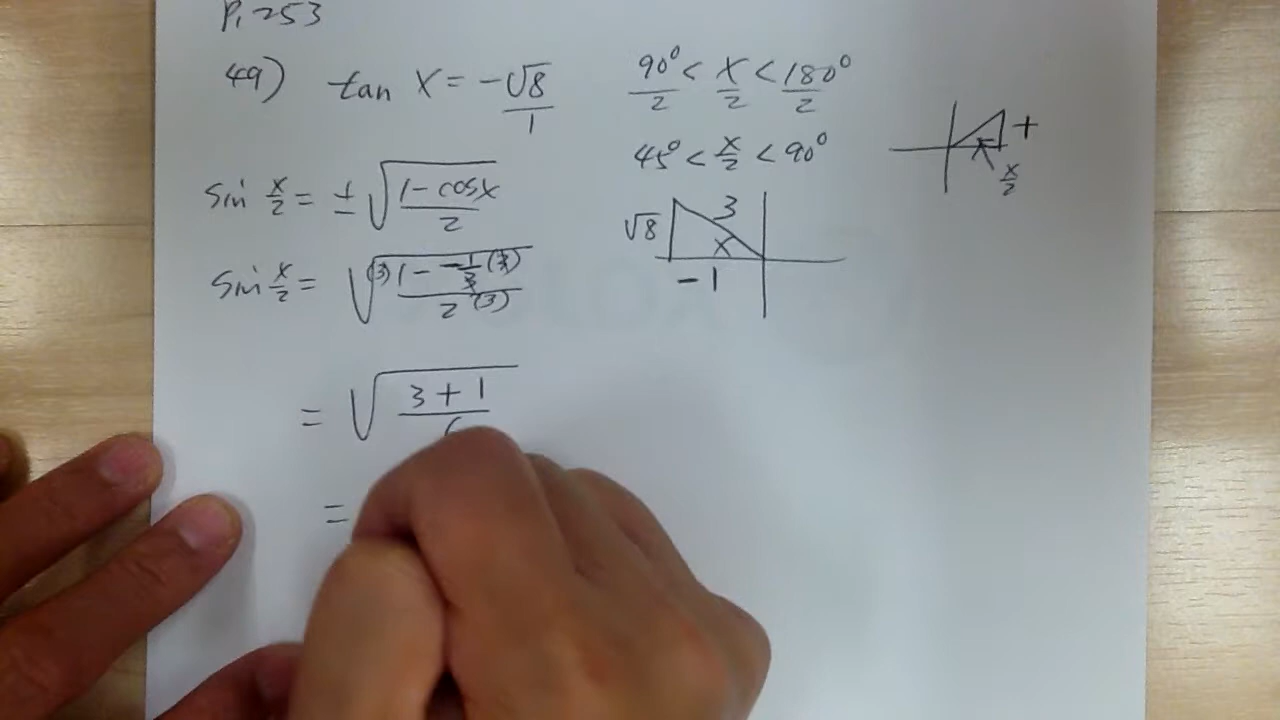 P. 253
49) tan X = -√8/1
90°/2 < X/2 < 180°/2
45° < X/2 < 90°
+
X/2
sin X/2 = ±√((1 - cosX)/2)
√8
3
X
-1
sin X/2 = √((3) 1 - -1/3 (3) / 2 (3))
= √((3 + 1)/6)
=